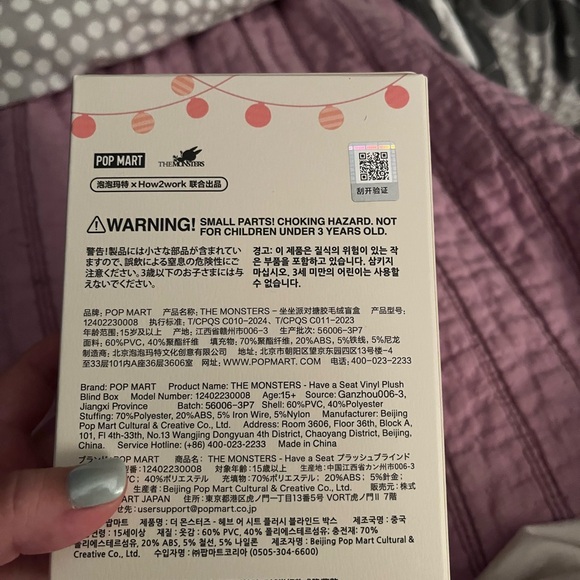 POP MART THE MONSTERS
泡泡玛特 × How2work 联合出品
刮开验证
WARNING! SMALL PARTS! CHOKING HAZARD. NOT
FOR CHILDREN UNDER 3 YEARS OLD.
警告!製品には小さな部品が含まれてい
ますので、誤飲による窒息の危険性にご
注意ください。3歳以下のお子さまには与
えないでください。
경고: 이 제품은 질식의 위험이 있는 작
은 부품을 포함하고 있습니다. 삼키지
마십시오. 3세 미만의 어린이는 사용할
수 없습니다.
品牌: POP MART 产品名称: THE MONSTERS – 坐坐派对搪胶毛绒盲盒 产品型号:
12402230008 执行标准: T/CPQS C010-2024、T/CPQS C011-2023
年龄范围: 15岁及以上 产地: 江西省赣州市006-3 生产批次: 56006-3P7
面料: 60%PVC, 40%聚酯纤维 填充物: 70%聚酯纤维, 20%ABS, 5%铁线, 5%尼龙
制造商: 北京泡泡玛特文化创意有限公司 地址: 北京市朝阳区望京东园四区13号楼-4
至33层101内A座36层3606室 网址: WWW.POPMART. COM 电话: 400-023-2233
Brand: POP MART Product Name: THE MONSTERS - Have a Seat Vinyl Plush
Blind Box Model Number: 12402230008 Age:15+ Source: Ganzhou006-3,
Jiangxi Province Batch: 56006-3P7 Shell: 60%PVC, 40%Polyester
Stuffing: 70%Polyester, 20%ABS, 5% Iron Wire, 5%Nylon Manufacturer: Beijing
Pop Mart Cultural & Creative Co., Ltd. Address: Room 3606, Floor 36th, Block A,
101, Fl 4th-33th, No.13 Wangjing Dongyuan 4th District, Chaoyang District, Beijing,
China. Service Hotline: (+86) 400-023-2233 Made in China
ブランド: POP MART 商品名: THE MONSTERS - Have a Seat プラッシュブラインド
型番: 12402230008 対象年齢: 15歳以上 生産地: 中国江西省カン州市006-3
C, 40%ポリエステル 充填物: 70%ポリエステル、20%ABS、5%針金、
生産者: Beijing Pop Mart Cultural & Creative Co., Ltd. 販売元: 株式
ART JAPAN 住所: 東京都港区虎ノ門一丁目13番5号 VORT虎ノ門II 7階
せ先: usersupport@popmart.co.jp
팝마트 제품명: 더 몬스터즈 - 헤브 어 시트 플러시 블라인드 박스 제조국명: 중국
연령: 15세이상 재질: 옷감: 60% PVC, 40% 폴리에스테르섬유; 충전재: 70%
폴리에스테르섬유, 20% ABS, 5% 철선, 5% 나일론 제조자명: Beijing Pop Mart Cultural &
Creative Co., Ltd. 수입자명: ㈜팝마트코리아 (0505-304-6600)